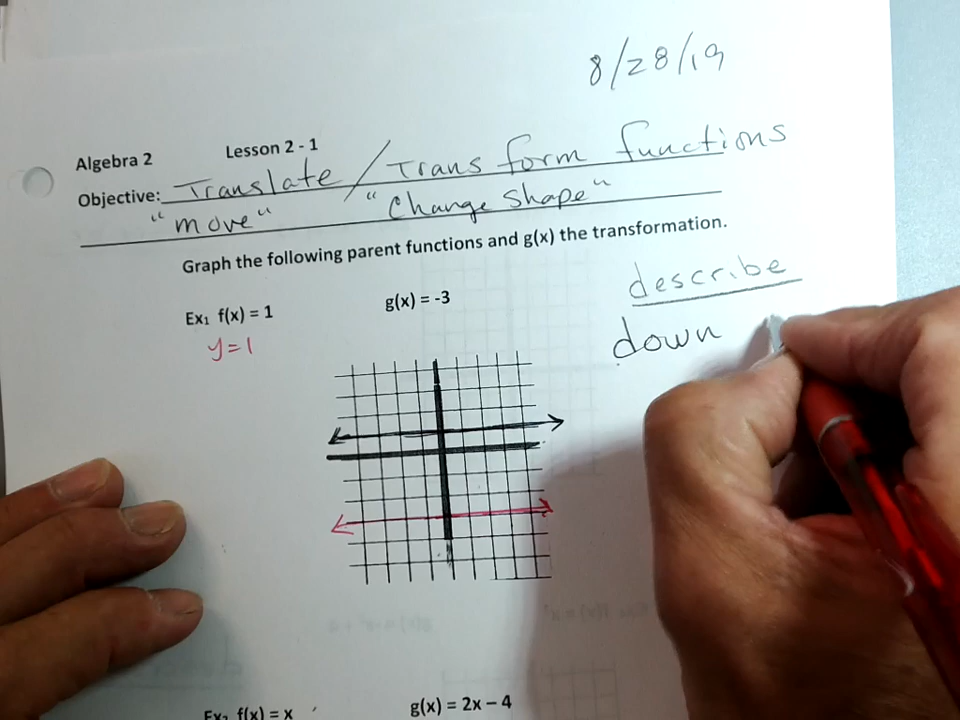 8/28/19
Algebra 2 Lesson 2 - 1
Objective: Translate / Transform functions
"move" "change shape"
Graph the following parent functions and g(x) the transformation.
describe
Ex1 f(x) = 1 g(x) = -3
y=1
down
Ex2 f(x) = x g(x) = 2x – 4